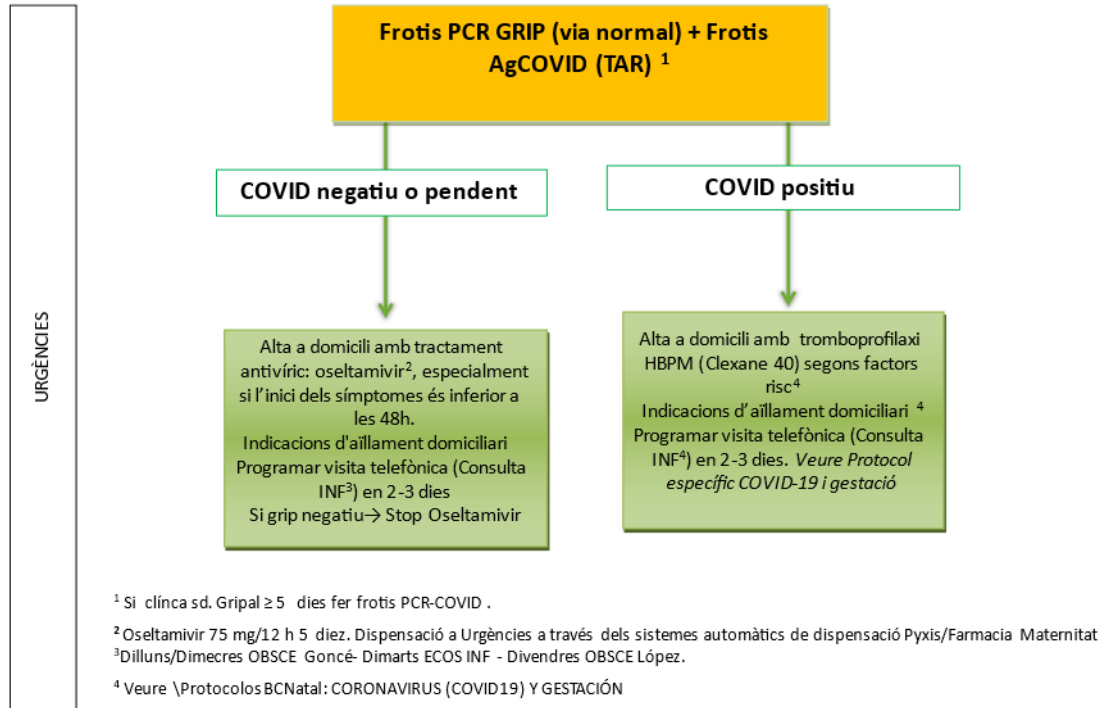 Frotis PCR GRIP (via normal) + Frotis
AgCOVID (TAR) ¹
COVID negatiu o pendent
COVID positiu
URGÈNCIES
Alta a domicili amb tractament
antivíric: oseltamivir², especialment
si l'inici dels símptomes és inferior a
les 48h.
Indicacions d'aïllament domiciliari
Programar visita telefònica (Consulta
INF³) en 2-3 dies
Si grip negatiu→ Stop Oseltamivir
Alta a domicili amb tromboprofilaxi
HBPM (Clexane 40) segons factors
risc⁴
Indicacions d'aïllament domiciliari ⁴
Programar visita telefònica (Consulta
INF⁴) en 2-3 dies. Veure Protocol
específic COVID-19 i gestació
¹ Si clínca sd. Gripal ≥ 5 dies fer frotis PCR-COVID .
² Oseltamivir 75 mg/12 h 5 diez. Dispensació a Urgències a través dels sistemes automàtics de dispensació Pyxis/Farmacia Maternitat
³Dilluns/Dimecres OBSCE Goncé- Dimarts ECOS INF - Divendres OBSCE López.
⁴ Veure \Protocolos BCNatal: CORONAVIRUS (COVID19) Y GESTACIÓN